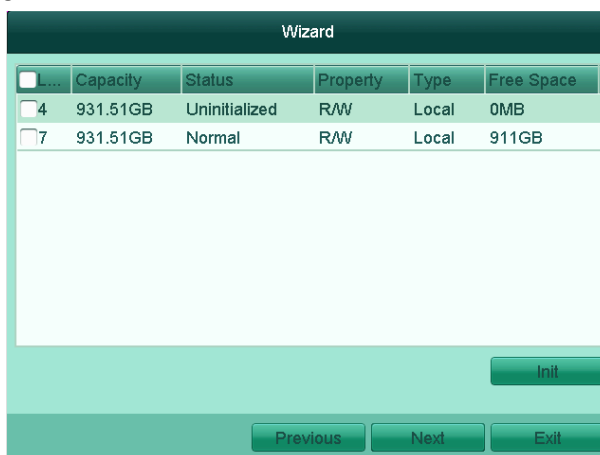 Wizard
L... Capacity Status Property Type Free Space
4 931.51GB Uninitialized R/W Local 0MB
7 931.51GB Normal R/W Local 911GB
Init
Previous Next Exit